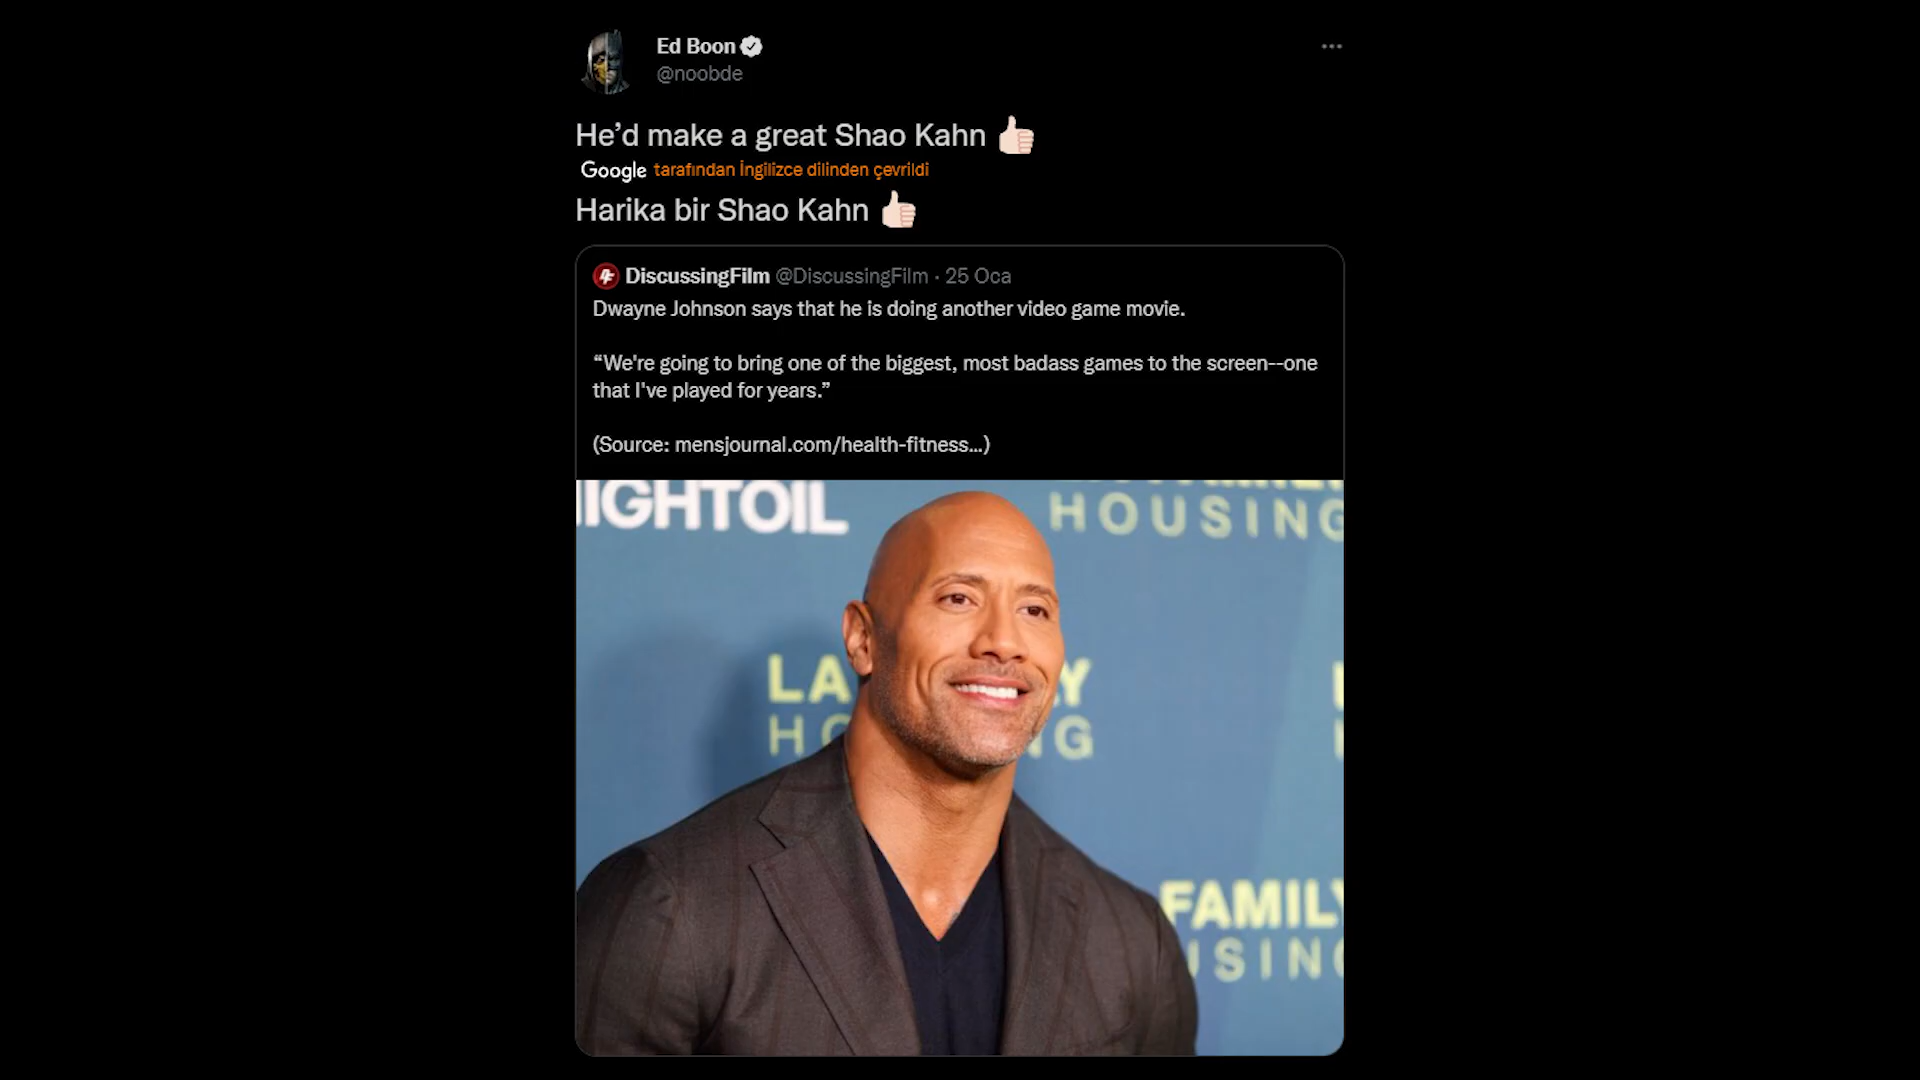 Ed Boon
@noobde
He’d make a great Shao Kahn 👍🏻
Google tarafından İngilizce dilinden çevrildi
Harika bir Shao Kahn 👍🏻
DiscussingFilm @DiscussingFilm · 25 Oca
Dwayne Johnson says that he is doing another video game movie.
“We're going to bring one of the biggest, most badass games to the screen--one
that I've played for years.”
(Source: mensjournal.com/health-fitness…)
HOUSING
LA
FAMILY